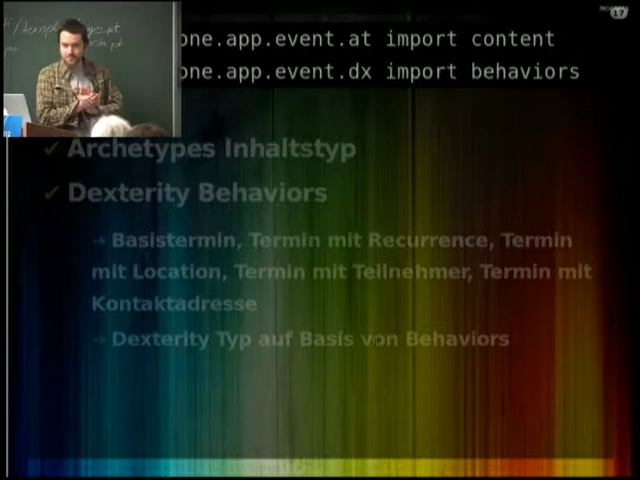 one.app.event.at import content
one.app.event.dx import behaviors
✔ Archetypes Inhaltstyp
✔ Dexterity Behaviors
→ Basistermin, Termin mit Recurrence, Termin
mit Location, Termin mit Teilnehmer, Termin mit
Kontaktadresse
→ Dexterity Typ auf Basis von Behaviors
17